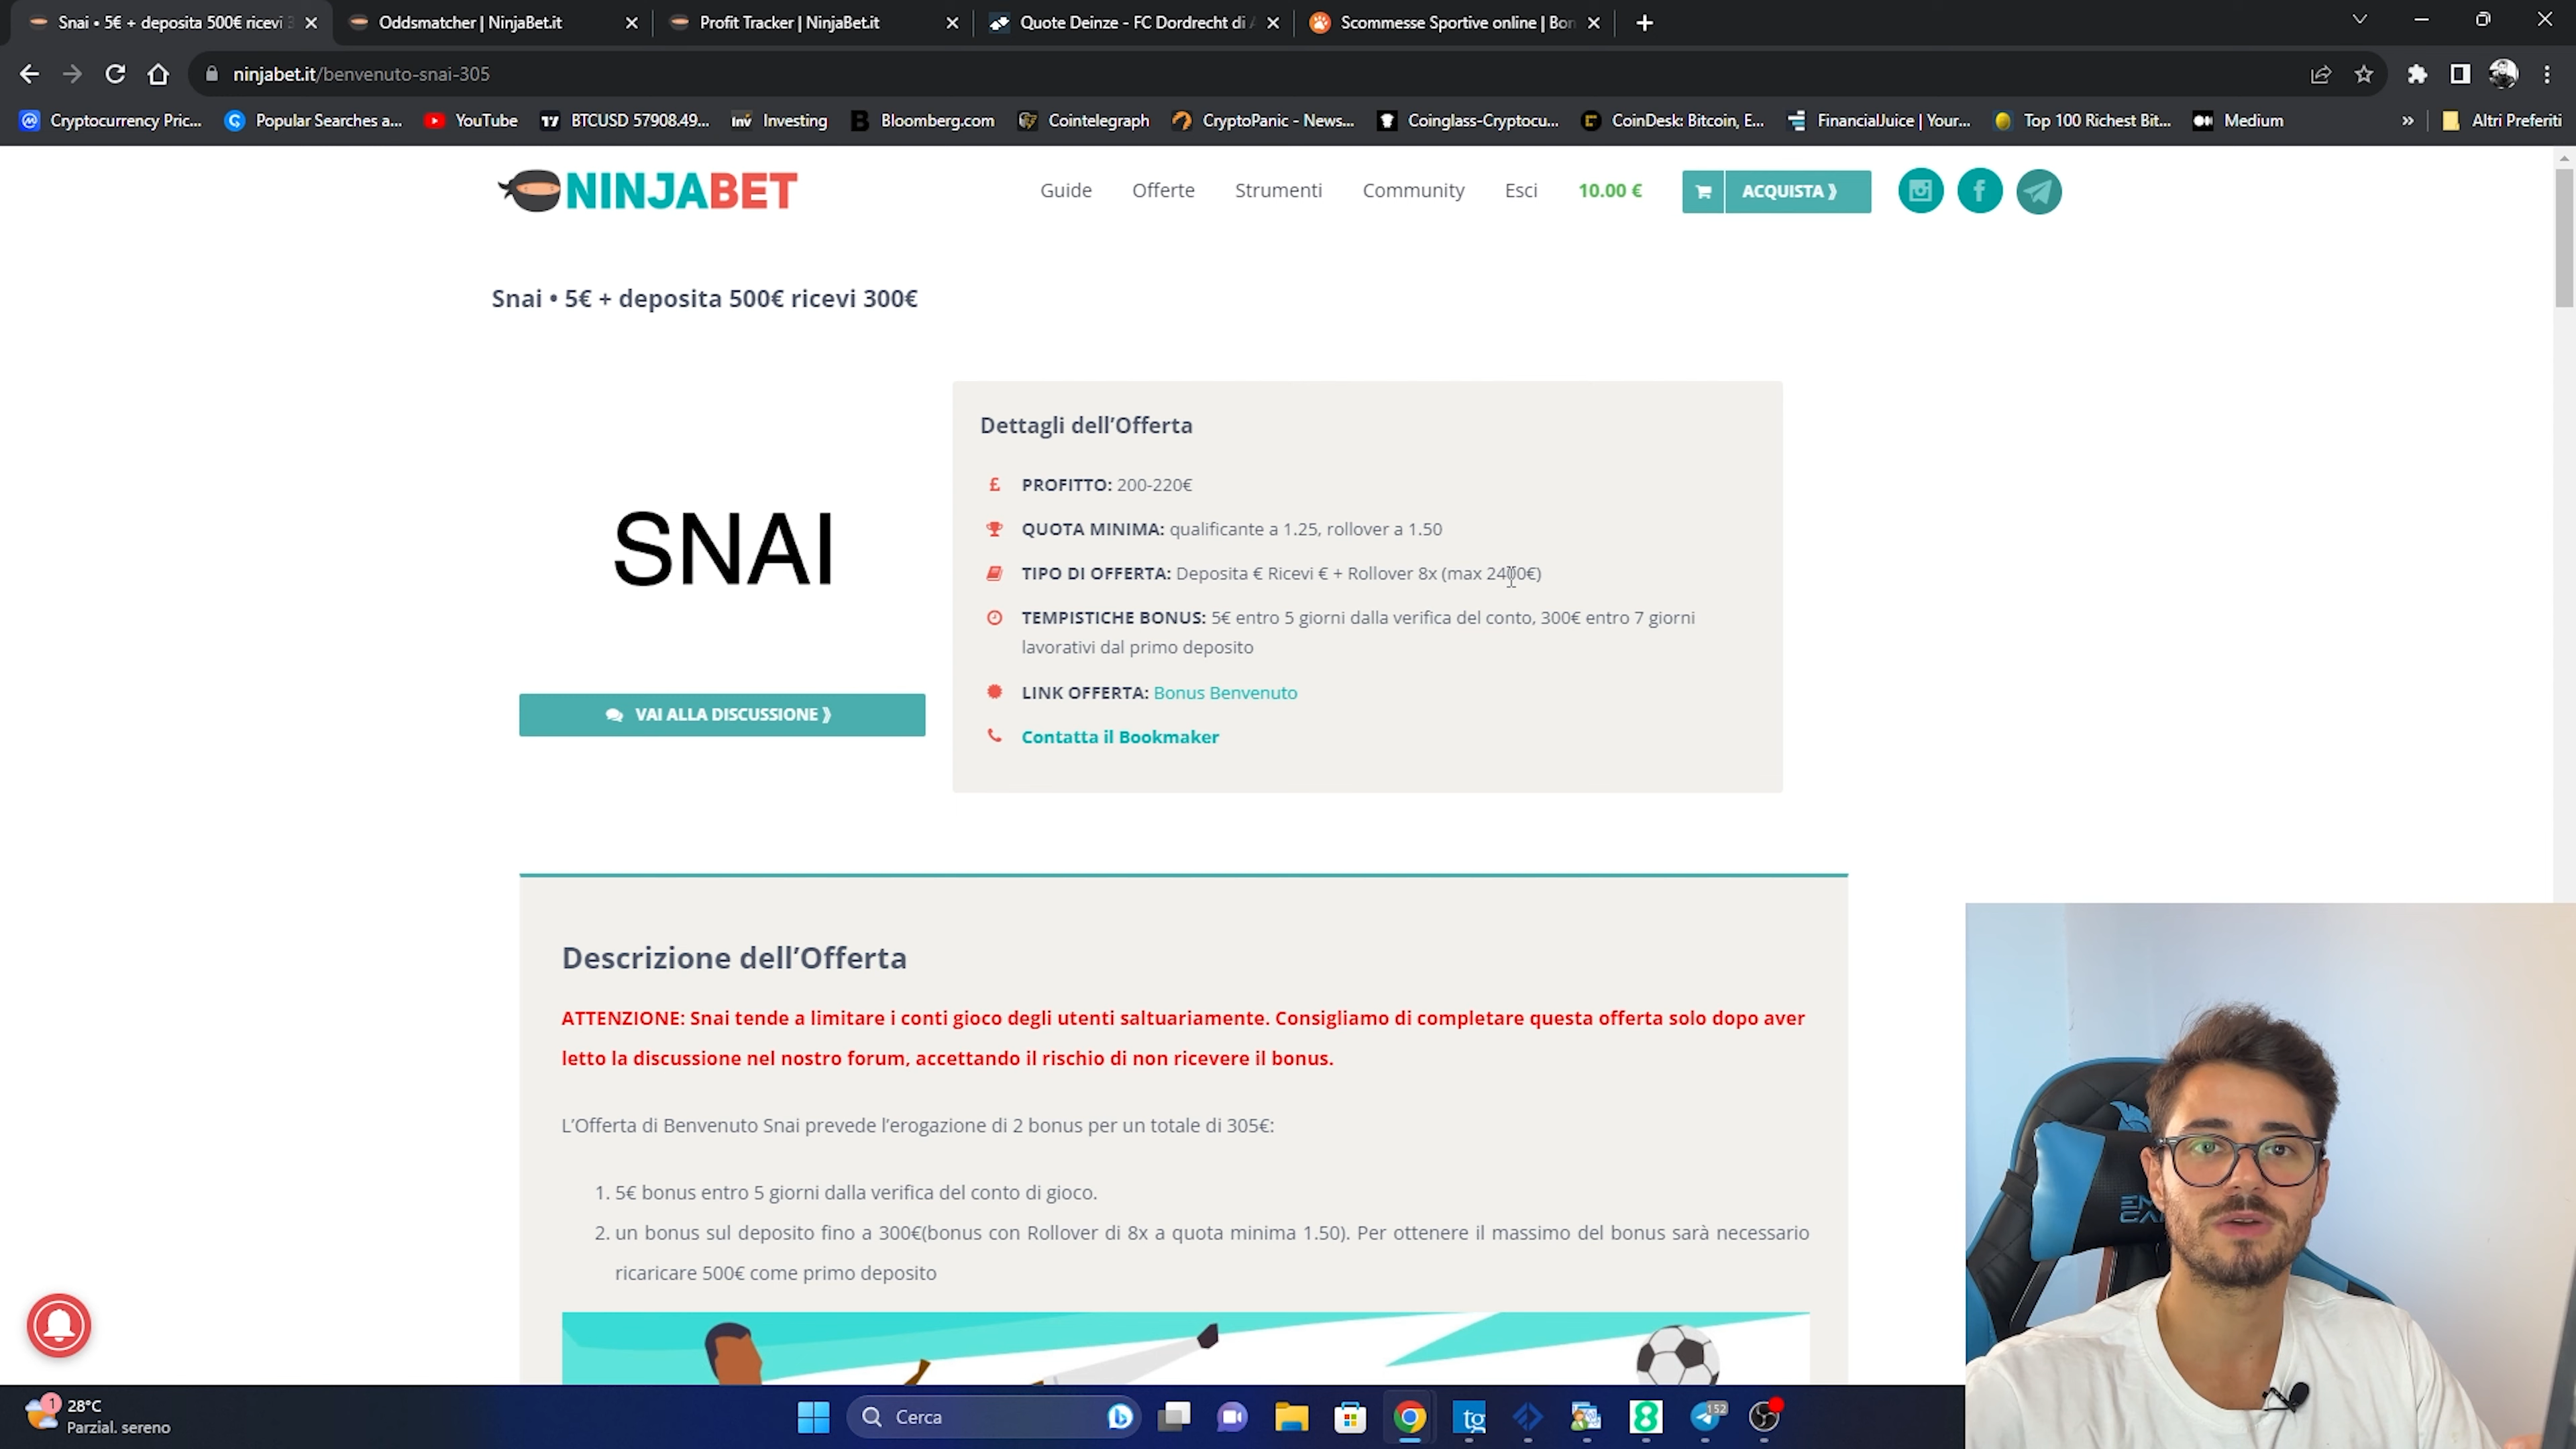 Snai • 5€ + deposita 500€ ricevi 3
Oddsmatcher | NinjaBet.it
Profit Tracker | NinjaBet.it
Quote Deinze - FC Dordrecht di A
Scommesse Sportive online | Bon
ninjabet.it/benvenuto-snai-305
Cryptocurrency Pric...
Popular Searches a...
YouTube
BTCUSD 57908.49...
Investing
Bloomberg.com
Cointelegraph
CryptoPanic - News...
Coinglass-Cryptocu...
CoinDesk: Bitcoin, E...
FinancialJuice | Your...
Top 100 Richest Bit...
Medium
»
Altri Preferiti
NINJABET
Guide
Offerte
Strumenti
Community
Esci
10.00 €
ACQUISTA ⟫
Snai • 5€ + deposita 500€ ricevi 300€
SNAI
VAI ALLA DISCUSSIONE ⟫
Dettagli dell'Offerta
PROFITTO: 200-220€
QUOTA MINIMA: qualificante a 1.25, rollover a 1.50
TIPO DI OFFERTA: Deposita € Ricevi € + Rollover 8x (max 2400€)
TEMPISTICHE BONUS: 5€ entro 5 giorni dalla verifica del conto, 300€ entro 7 giorni
lavorativi dal primo deposito
LINK OFFERTA: Bonus Benvenuto
Contatta il Bookmaker
Descrizione dell'Offerta
ATTENZIONE: Snai tende a limitare i conti gioco degli utenti saltuariamente. Consigliamo di completare questa offerta solo dopo aver
letto la discussione nel nostro forum, accettando il rischio di non ricevere il bonus.
L'Offerta di Benvenuto Snai prevede l'erogazione di 2 bonus per un totale di 305€:
1. 5€ bonus entro 5 giorni dalla verifica del conto di gioco.
2. un bonus sul deposito fino a 300€(bonus con Rollover di 8x a quota minima 1.50). Per ottenere il massimo del bonus sarà necessario
ricaricare 500€ come primo deposito
1
28°C
Parzial. sereno
Cerca
tg
8
152